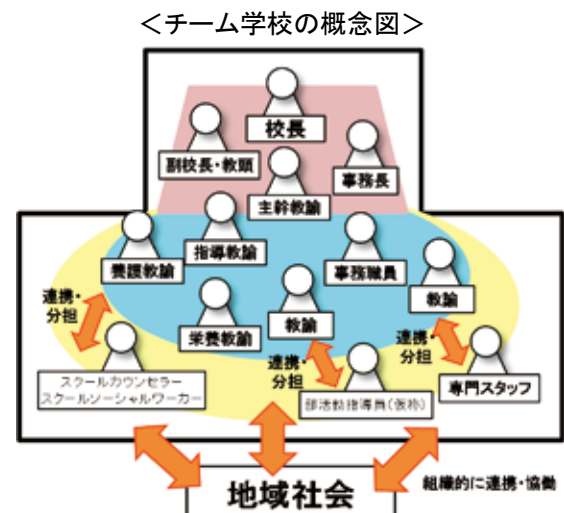 ＜チーム学校の概念図＞
校長
副校長・教頭
事務長
主幹教諭
養護教諭
指導教諭
事務職員
教諭
栄養教諭
教諭
連携・
分担
連携・
分担
連携・
分担
スクールカウンセラー
スクールソーシャルワーカー
部活動指導員(仮称)
専門スタッフ
地域社会
組織的に連携・協働